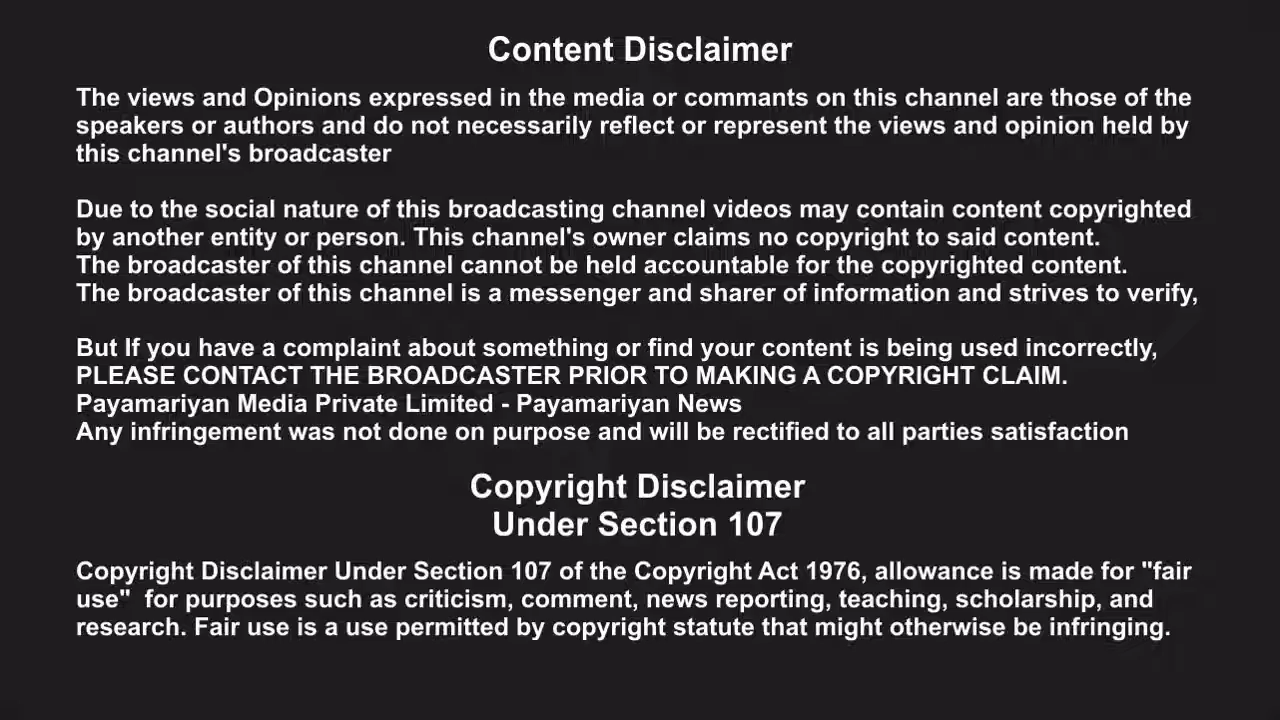 Content Disclaimer
The views and Opinions expressed in the media or commants on this channel are those of the
speakers or authors and do not necessarily reflect or represent the views and opinion held by
this channel's broadcaster
Due to the social nature of this broadcasting channel videos may contain content copyrighted
by another entity or person. This channel's owner claims no copyright to said content.
The broadcaster of this channel cannot be held accountable for the copyrighted content.
The broadcaster of this channel is a messenger and sharer of information and strives to verify,
But If you have a complaint about something or find your content is being used incorrectly,
PLEASE CONTACT THE BROADCASTER PRIOR TO MAKING A COPYRIGHT CLAIM.
Payamariyan Media Private Limited - Payamariyan News
Any infringement was not done on purpose and will be rectified to all parties satisfaction
Copyright Disclaimer
Under Section 107
Copyright Disclaimer Under Section 107 of the Copyright Act 1976, allowance is made for "fair
use"  for purposes such as criticism, comment, news reporting, teaching, scholarship, and
research. Fair use is a use permitted by copyright statute that might otherwise be infringing.